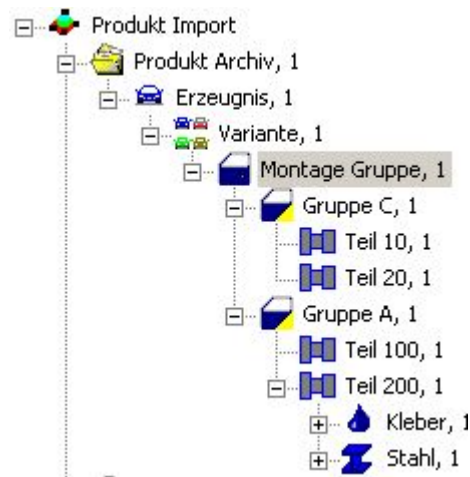 Produkt Import
Produkt Archiv, 1
Erzeugnis, 1
Variante, 1
Montage Gruppe, 1
Gruppe C, 1
Teil 10, 1
Teil 20, 1
Gruppe A, 1
Teil 100, 1
Teil 200, 1
Kleber, 1
Stahl, 1